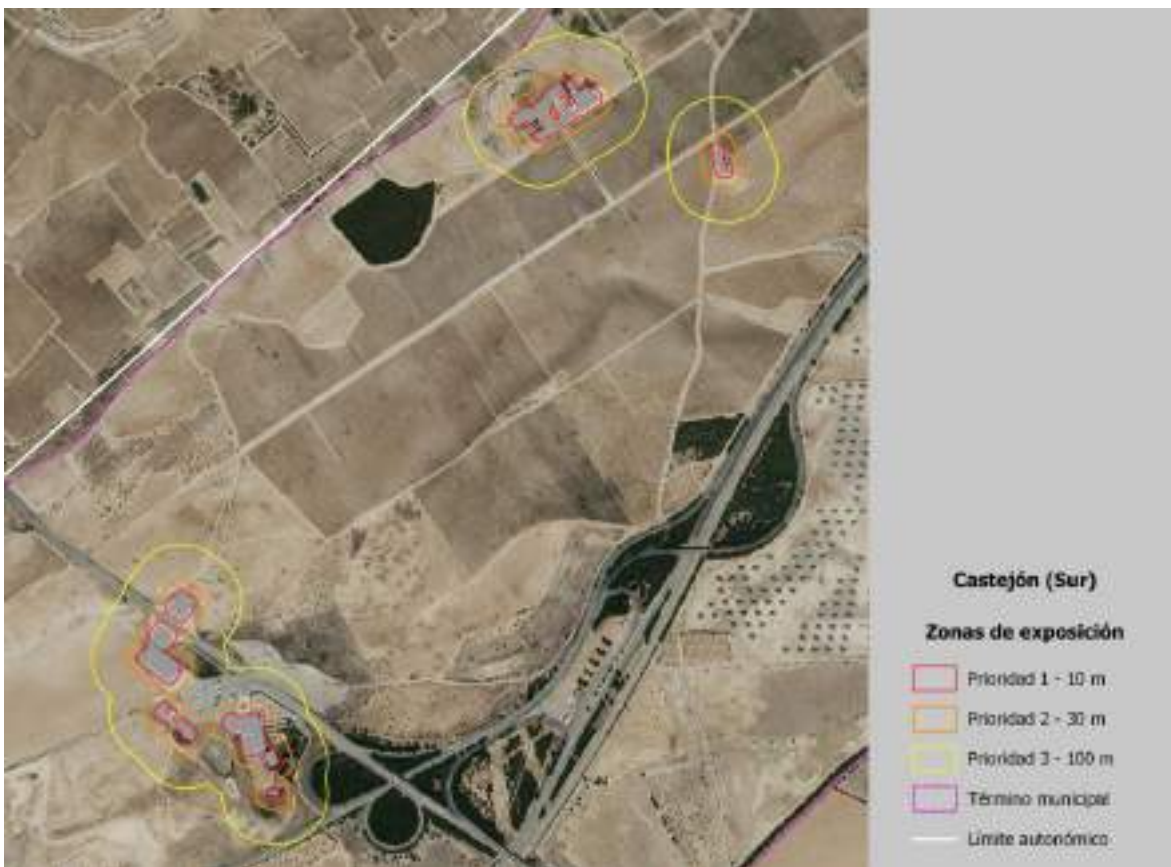 Castejón (Sur)
Zonas de exposición
Prioridad 1 - 10 m
Prioridad 2 - 30 m
Prioridad 3 - 100 m
Término municipal
Límite autonómico